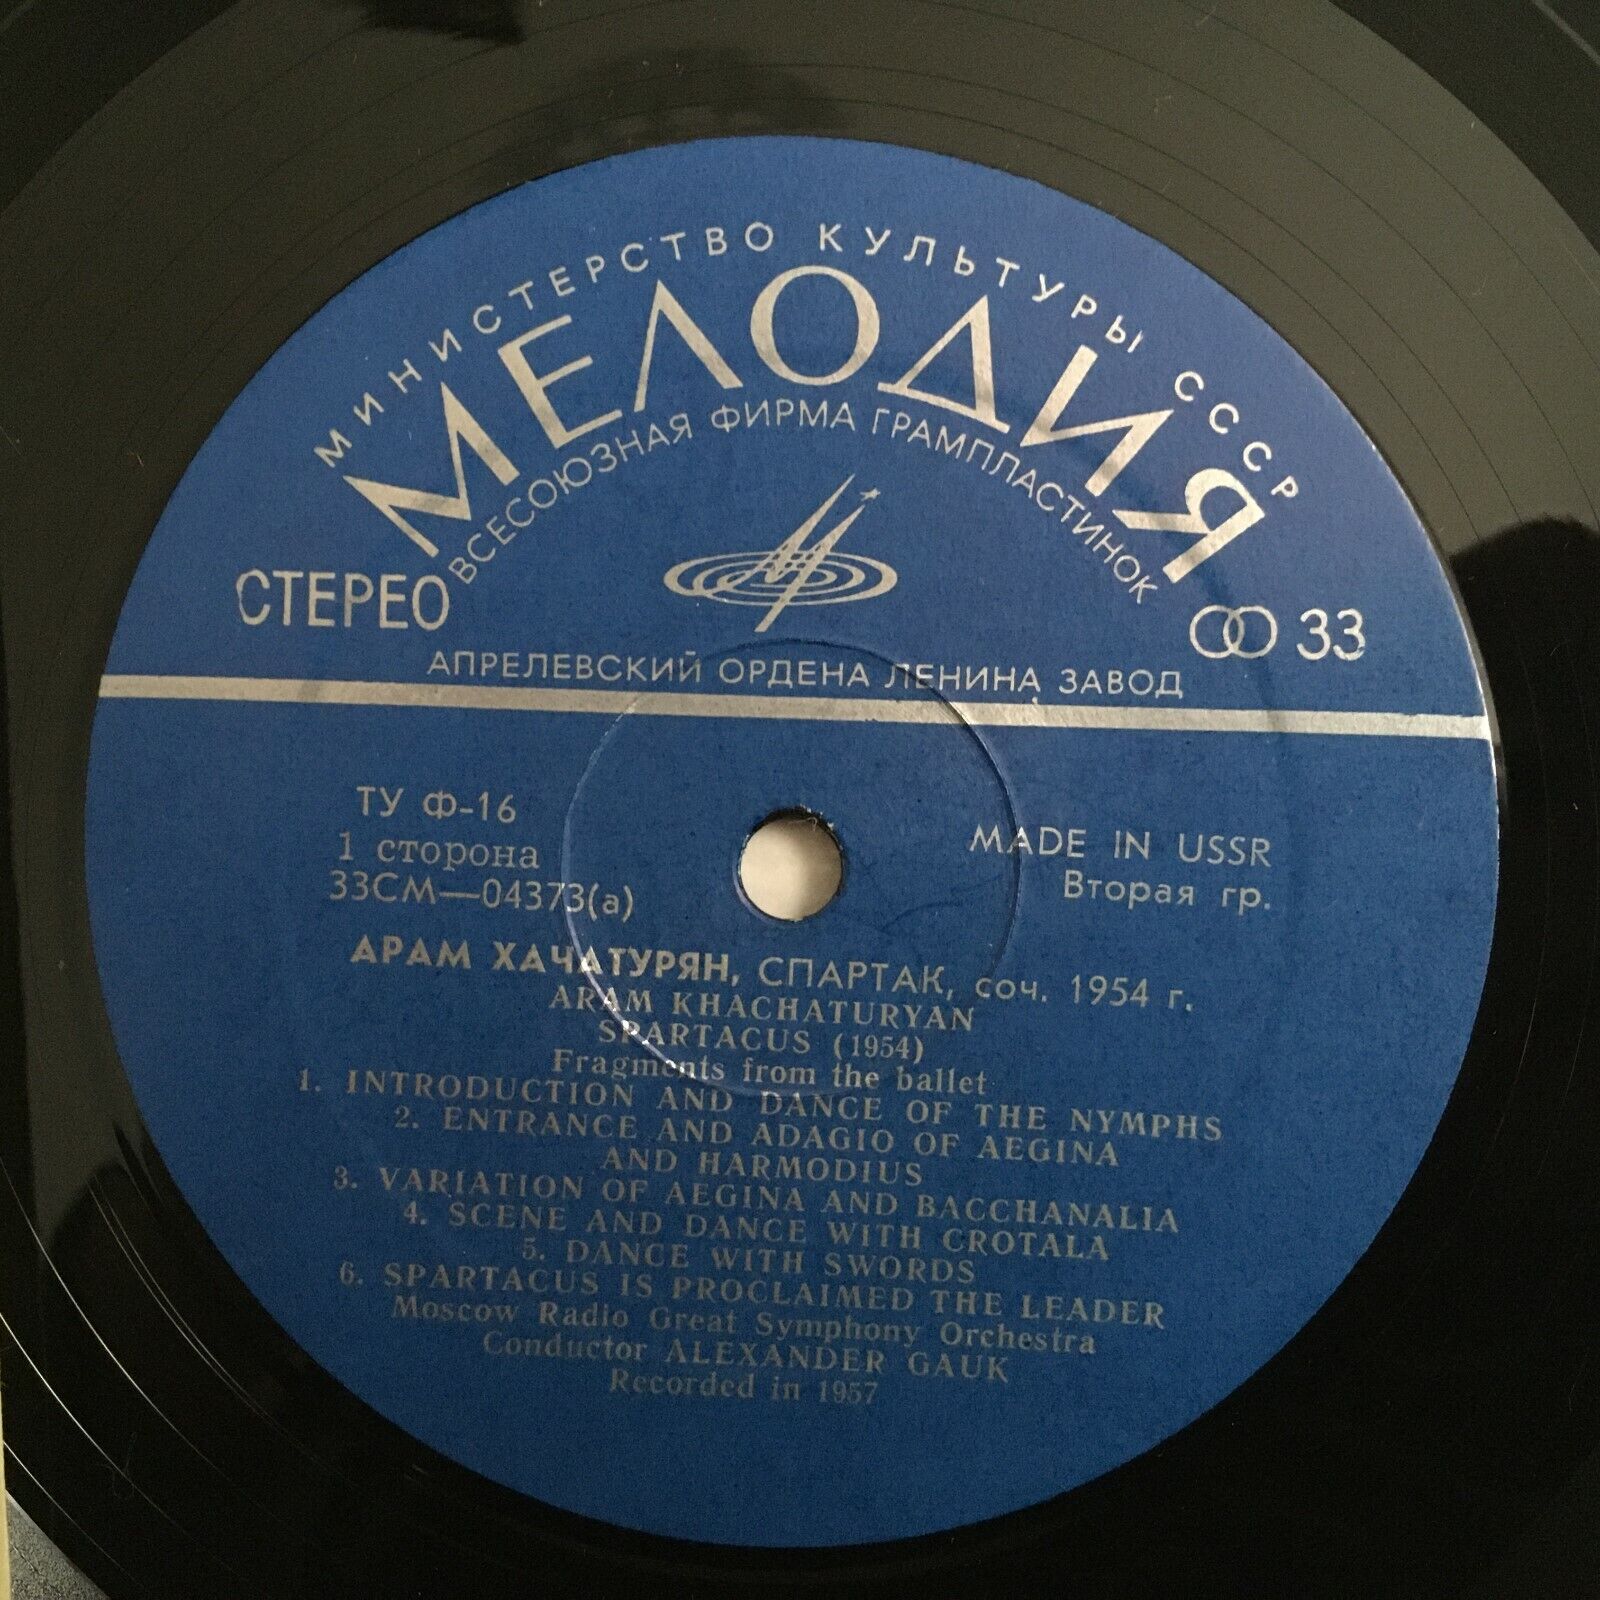 МИНИСТЕРСТВО КУЛЬТУРЫ СССР
МЕЛОДИЯ
ВСЕСОЮЗНАЯ ФИРМА ГРАМПЛАСТИНОК
СТЕРЕО
33
АПРЕЛЕВСКИЙ ОРДЕНА ЛЕНИНА ЗАВОД
ТУ Ф-16
1 сторона
33СМ—04373(а)
MADE IN USSR
Вторая гр.
АРАМ ХАЧАТУРЯН, СПАРТАК, соч. 1954 г.
ARAM KHACHATURYAN
SPARTACUS (1954)
Fragments from the ballet
1. INTRODUCTION AND DANCE OF THE NYMPHS
2. ENTRANCE AND ADAGIO OF AEGINA
AND HARMODIUS
3. VARIATION OF AEGINA AND BACCHANALIA
4. SCENE AND DANCE WITH CROTALA
5. DANCE WITH SWORDS
6. SPARTACUS IS PROCLAIMED THE LEADER
Moscow Radio Great Symphony Orchestra
Conductor ALEXANDER GAUK
Recorded in 1957